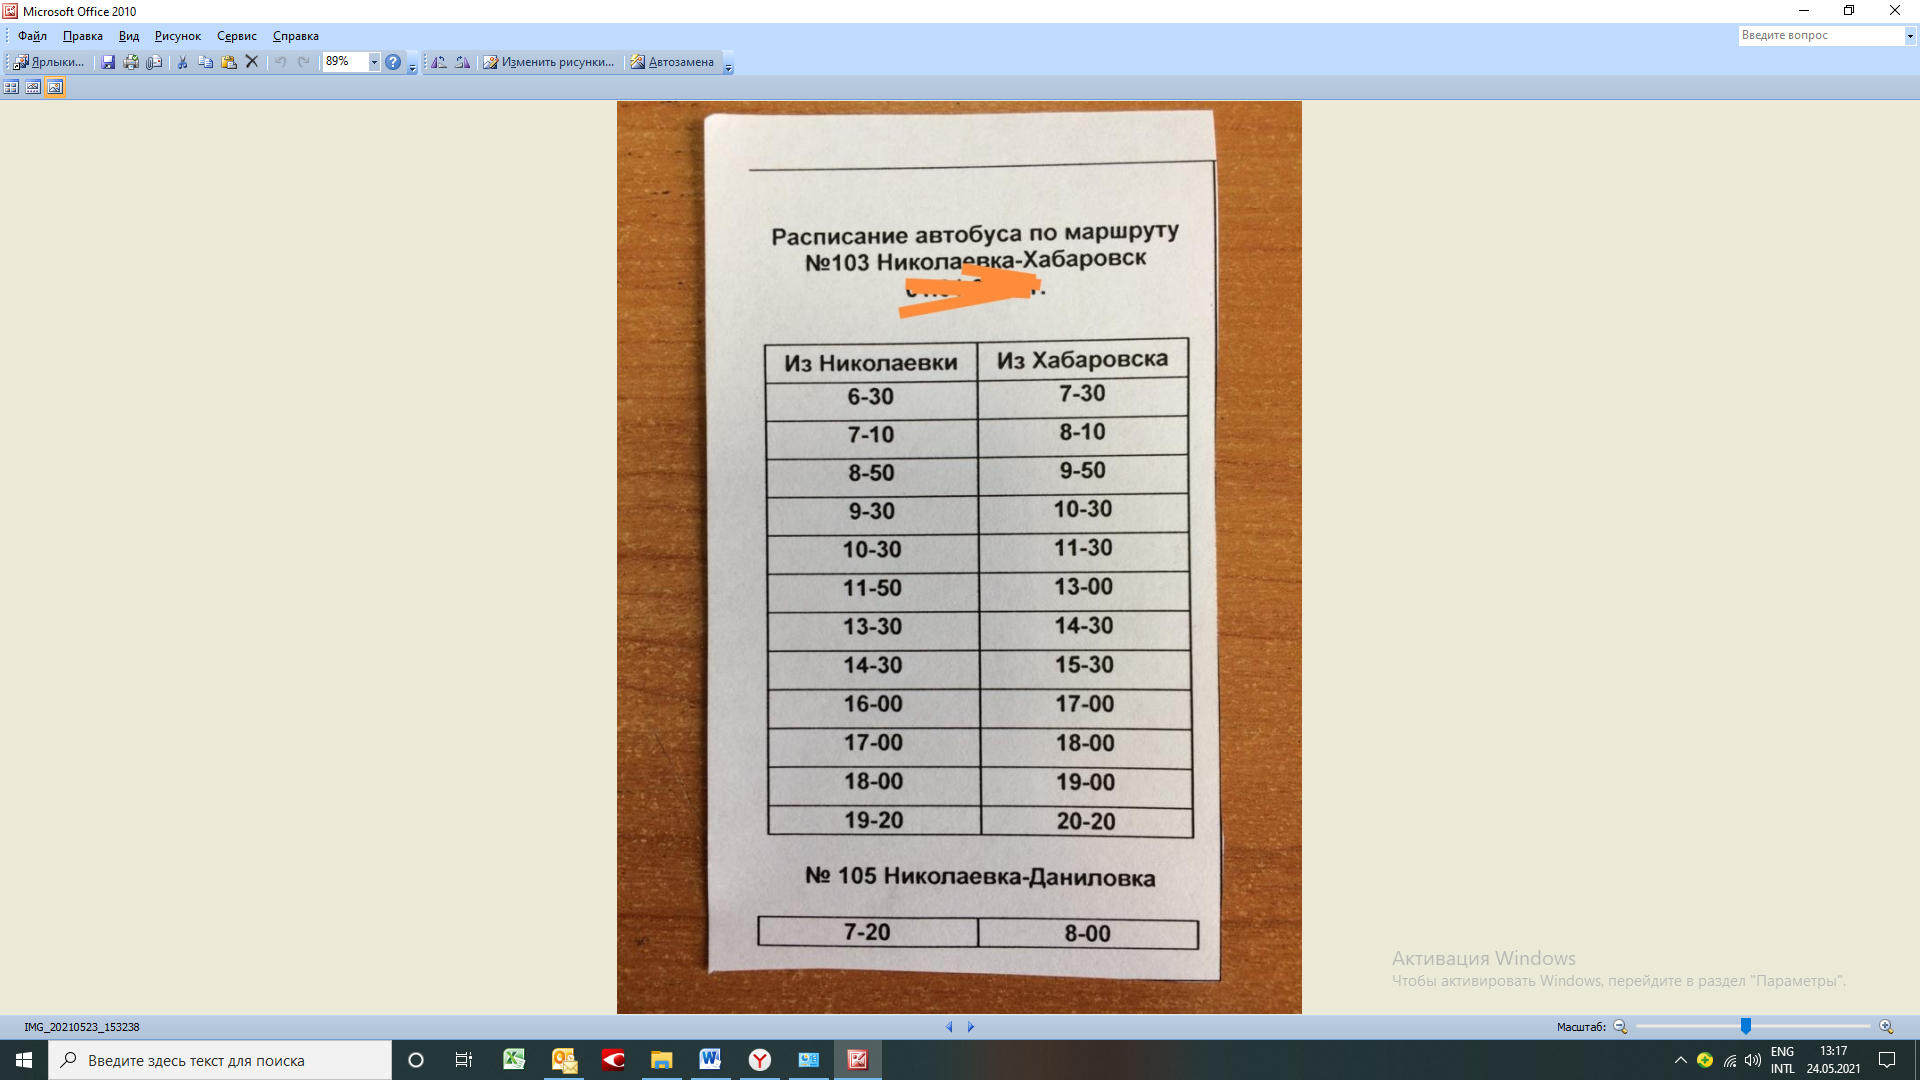 Microsoft Office 2010
Файл Правка Вид Рисунок Сервис Справка
Введите вопрос
Ярлыки... 89% Изменить рисунки... Автозамена
Расписание автобуса по маршруту
№103 Николаевка-Хабаровск
Из Николаевки Из Хабаровска
6-30 7-30
7-10 8-10
8-50 9-50
9-30 10-30
10-30 11-30
11-50 13-00
13-30 14-30
14-30 15-30
16-00 17-00
17-00 18-00
18-00 19-00
19-20 20-20
№ 105 Николаевка-Даниловка
7-20 8-00
Активация Windows
Чтобы активировать Windows, перейдите в раздел "Параметры".
IMG_20210523_153238
Масштаб:
Введите здесь текст для поиска
ENG 13:17
INTL 24.05.2021